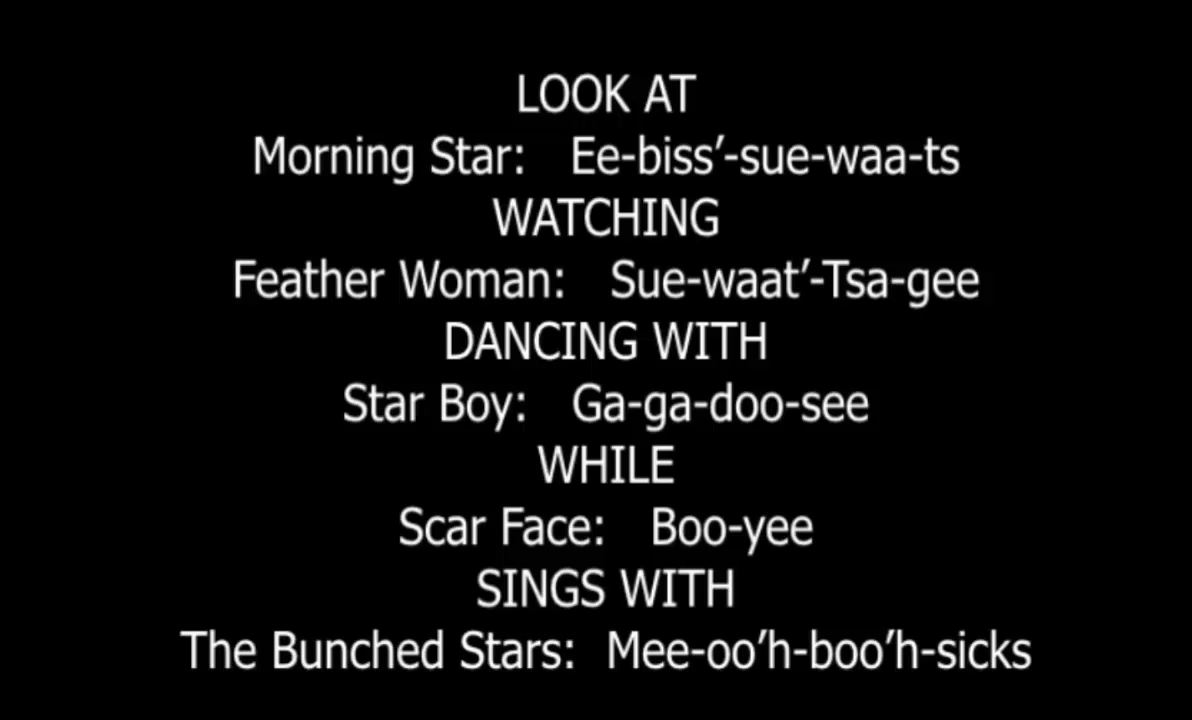 LOOK AT
Morning Star: Ee-biss’-sue-waa-ts
WATCHING
Feather Woman: Sue-waat’-Tsa-gee
DANCING WITH
Star Boy: Ga-ga-doo-see
WHILE
Scar Face: Boo-yee
SINGS WITH
The Bunched Stars: Mee-oo’h-boo’h-sicks